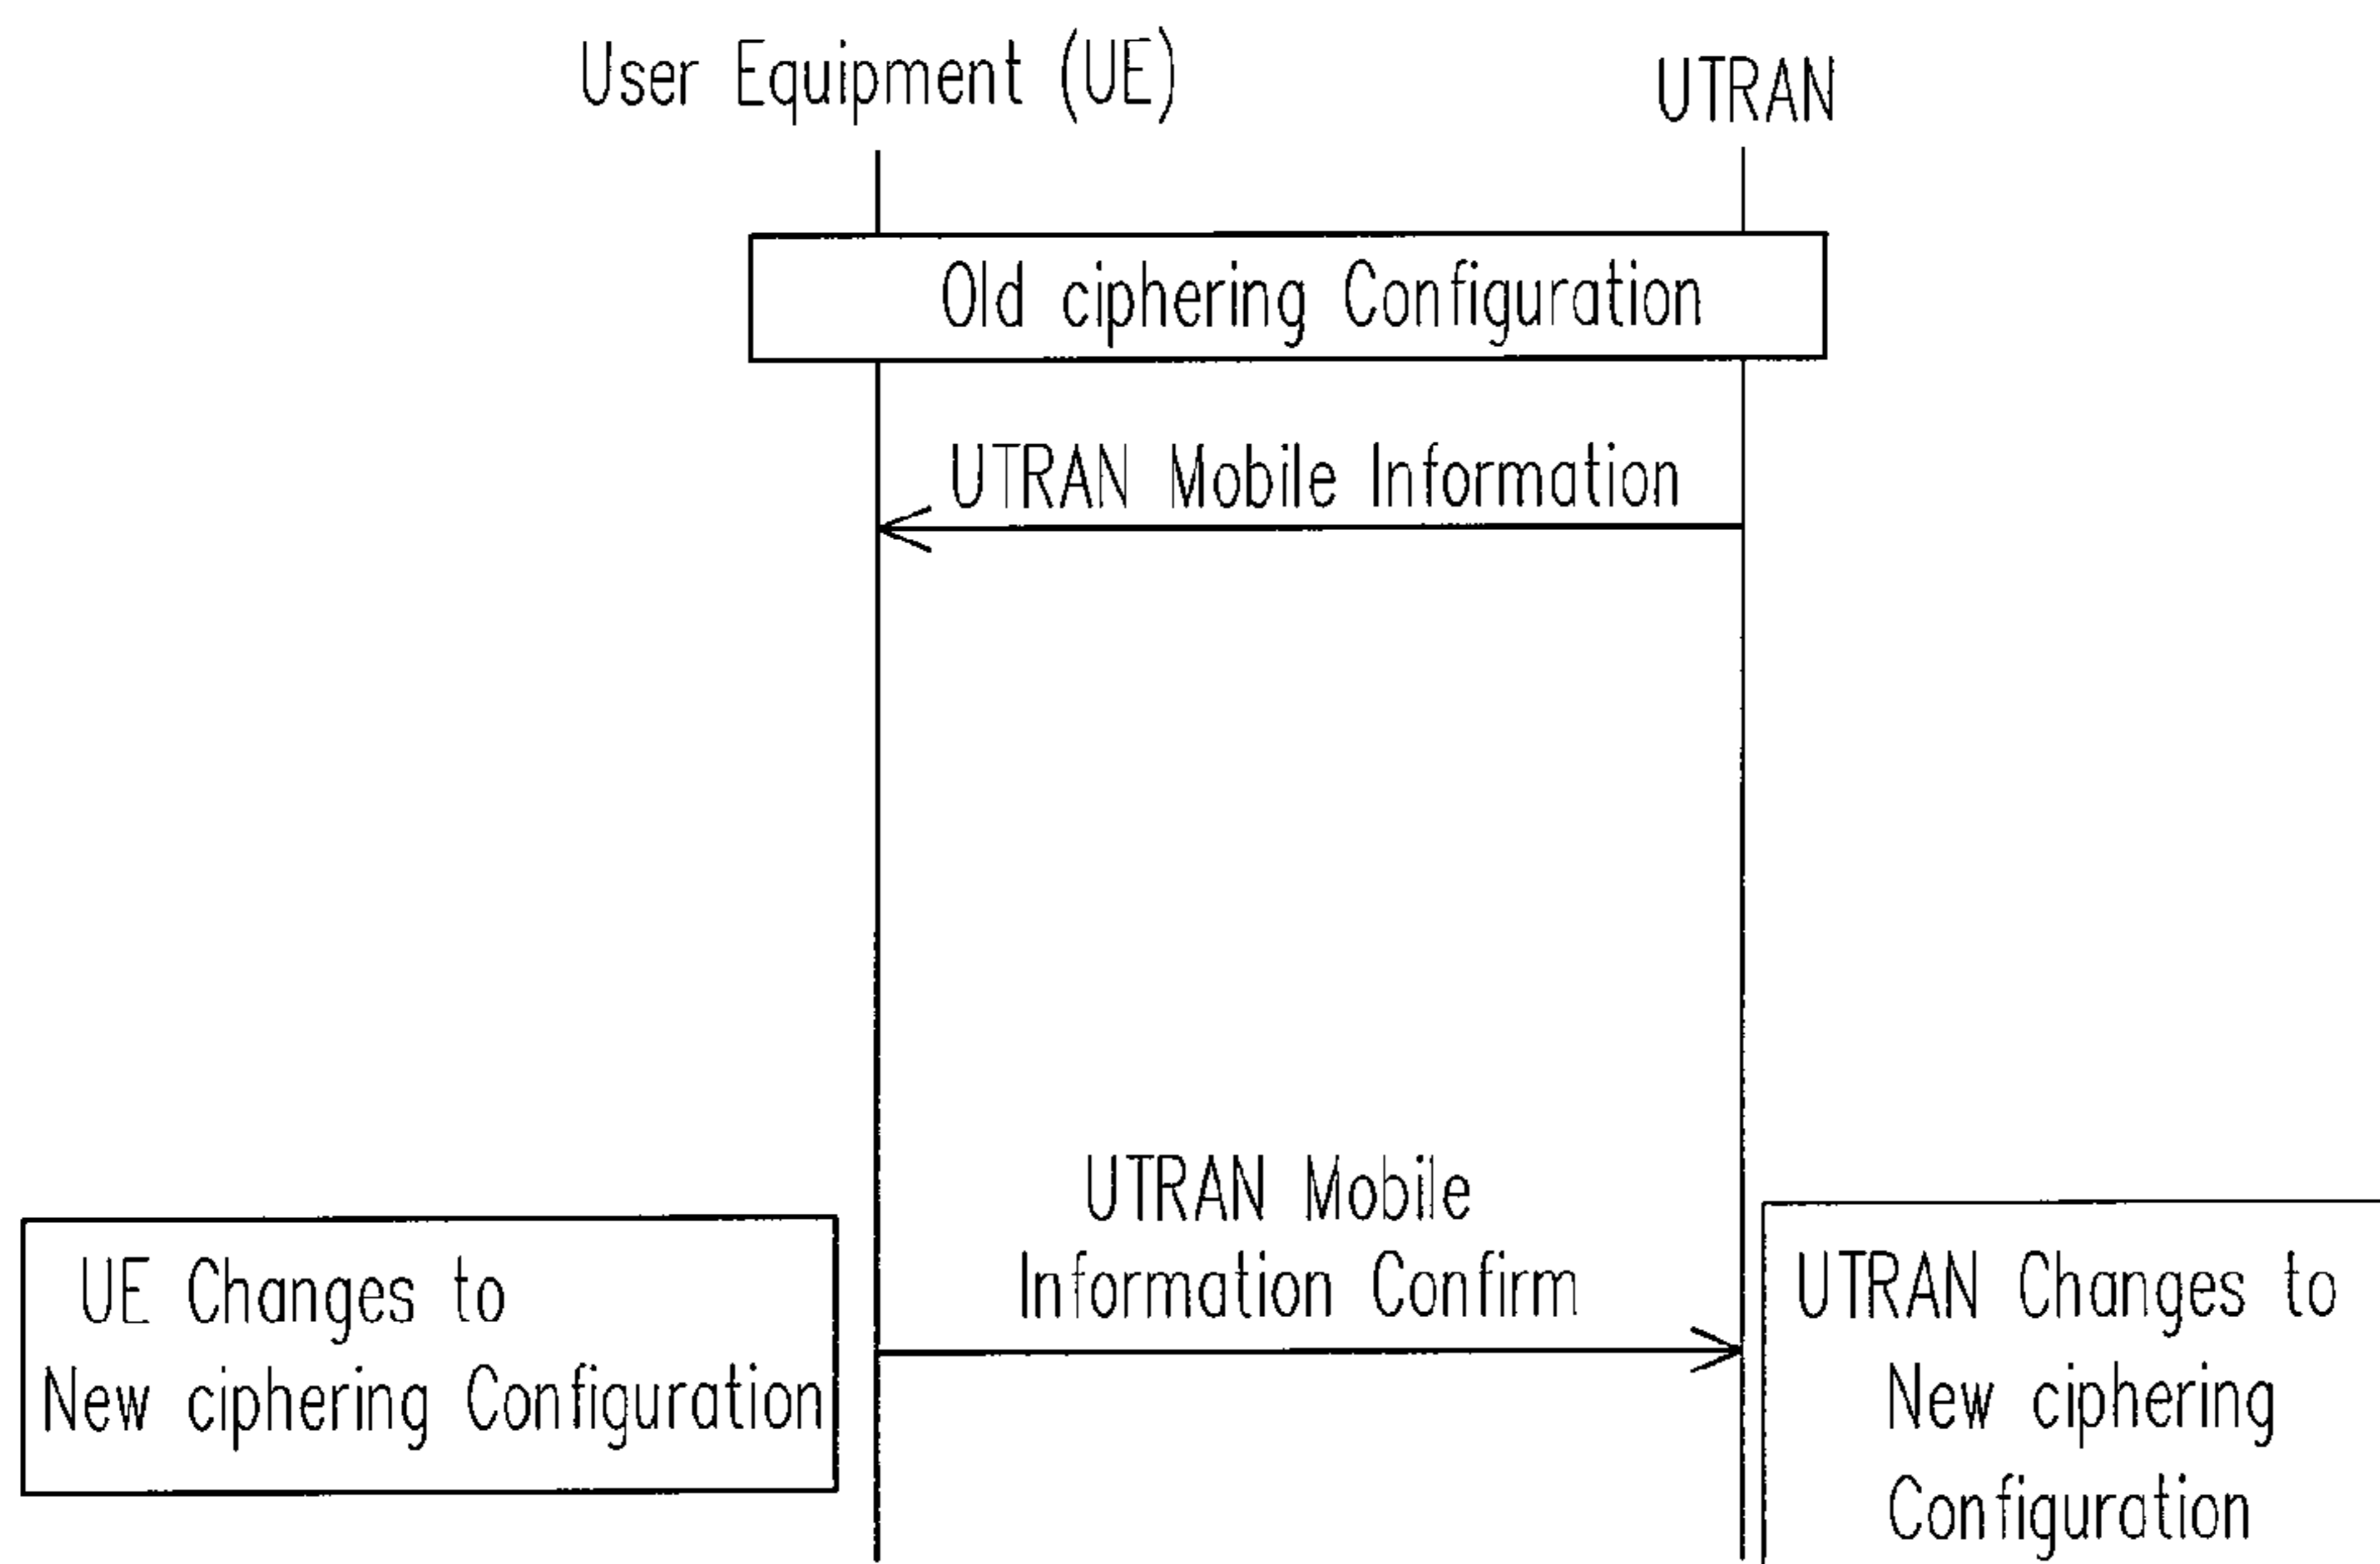 User Equipment (UE)
UTRAN
Old ciphering Configuration
UTRAN Mobile Information
UTRAN Mobile
Information Confirm
UE Changes to
New ciphering Configuration
UTRAN Changes to
New ciphering
Configuration